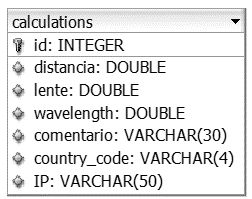 calculations
id: INTEGER
distancia: DOUBLE
lente: DOUBLE
wavelength: DOUBLE
comentario: VARCHAR(30)
country_code: VARCHAR(4)
IP: VARCHAR(50)